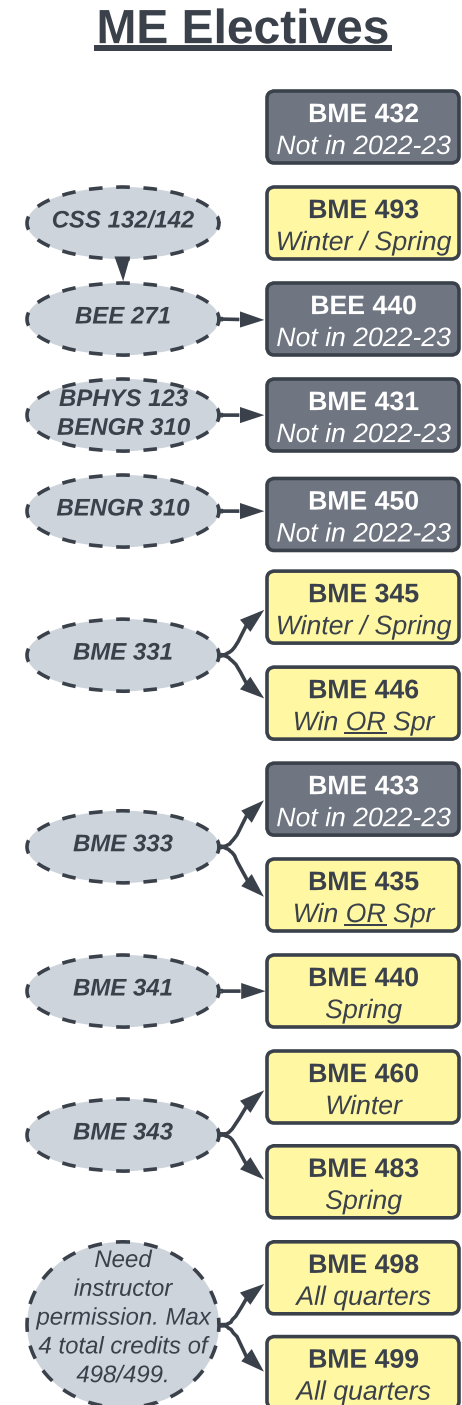 ME Electives
BME 432
Not in 2022-23
CSS 132/142
BME 493
Winter / Spring
BEE 271
BEE 440
Not in 2022-23
BPHYS 123
BENGR 310
BME 431
Not in 2022-23
BENGR 310
BME 450
Not in 2022-23
BME 331
BME 345
Winter / Spring
BME 446
Win OR Spr
BME 333
BME 433
Not in 2022-23
BME 435
Win OR Spr
BME 341
BME 440
Spring
BME 343
BME 460
Winter
BME 483
Spring
Need
instructor
permission. Max
4 total credits of
498/499.
BME 498
All quarters
BME 499
All quarters